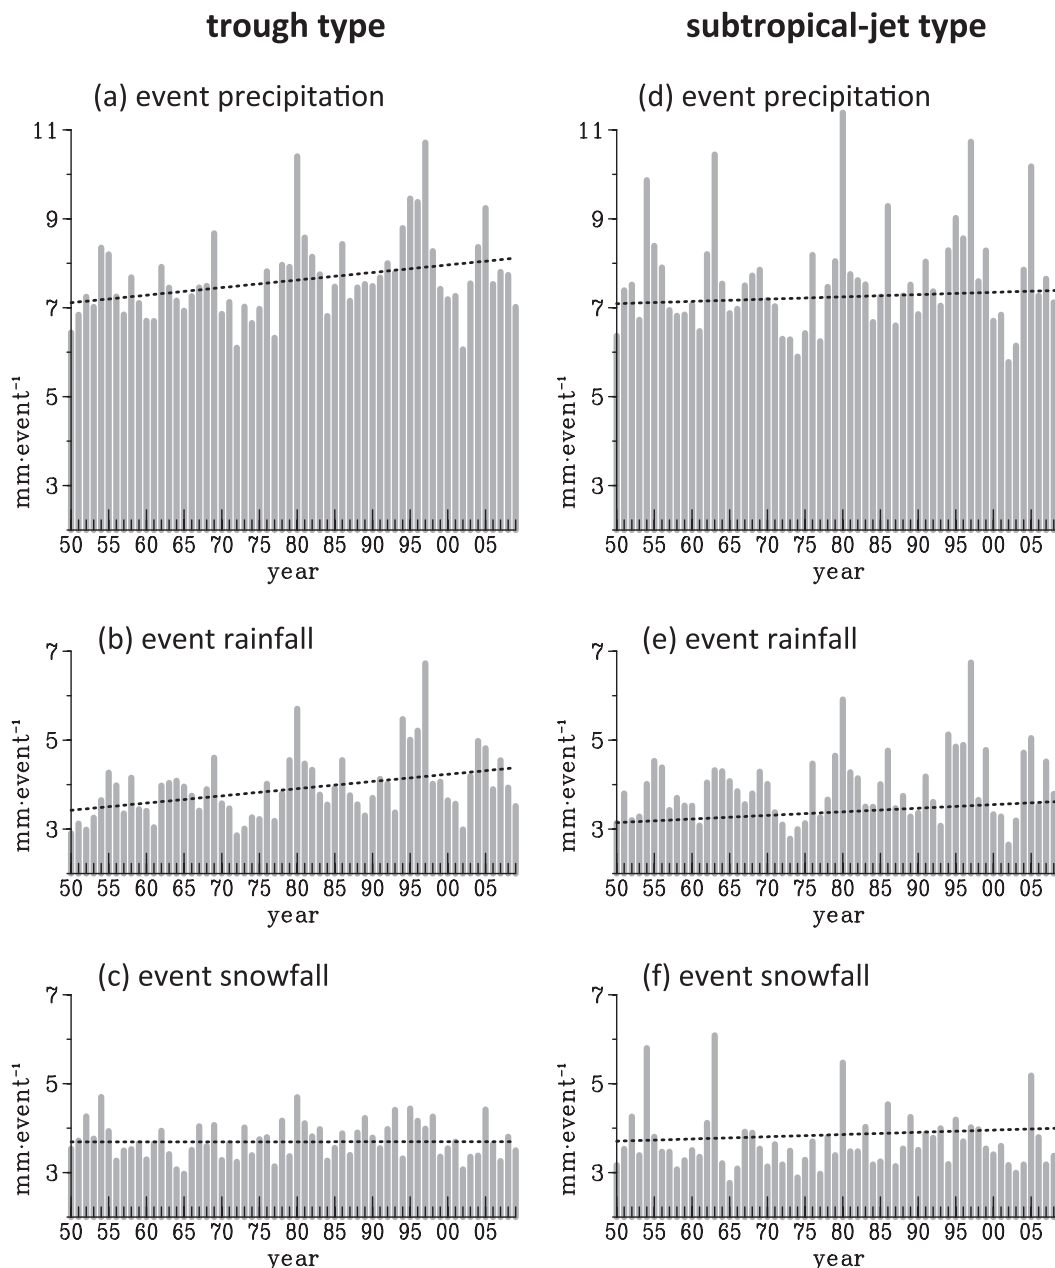 trough type
subtropical-jet type
(a) event precipitation
11
9
7
5
3
mm·event⁻¹
50 55 60 65 70 75 80 85 90 95 00 05
year
(d) event precipitation
11
9
7
5
3
mm·event⁻¹
50 55 60 65 70 75 80 85 90 95 00 05
year
(b) event rainfall
7
5
3
mm·event⁻¹
50 55 60 65 70 75 80 85 90 95 00 05
year
(e) event rainfall
7
5
3
mm·event⁻¹
50 55 60 65 70 75 80 85 90 95 00 05
year
(c) event snowfall
7
5
3
mm·event⁻¹
50 55 60 65 70 75 80 85 90 95 00 05
year
(f) event snowfall
7
5
3
mm·event⁻¹
50 55 60 65 70 75 80 85 90 95 00 05
year